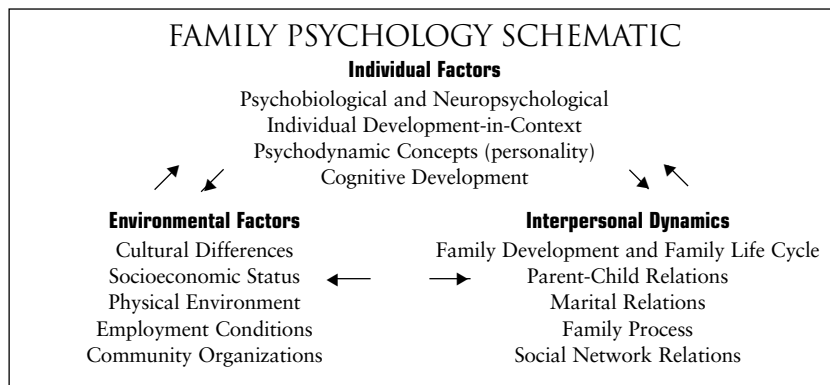 FAMILY PSYCHOLOGY SCHEMATIC
Individual Factors
Psychobiological and Neuropsychological
Individual Development-in-Context
Psychodynamic Concepts (personality)
Cognitive Development
Environmental Factors
Cultural Differences
Socioeconomic Status
Physical Environment
Employment Conditions
Community Organizations
Interpersonal Dynamics
Family Development and Family Life Cycle
Parent-Child Relations
Marital Relations
Family Process
Social Network Relations